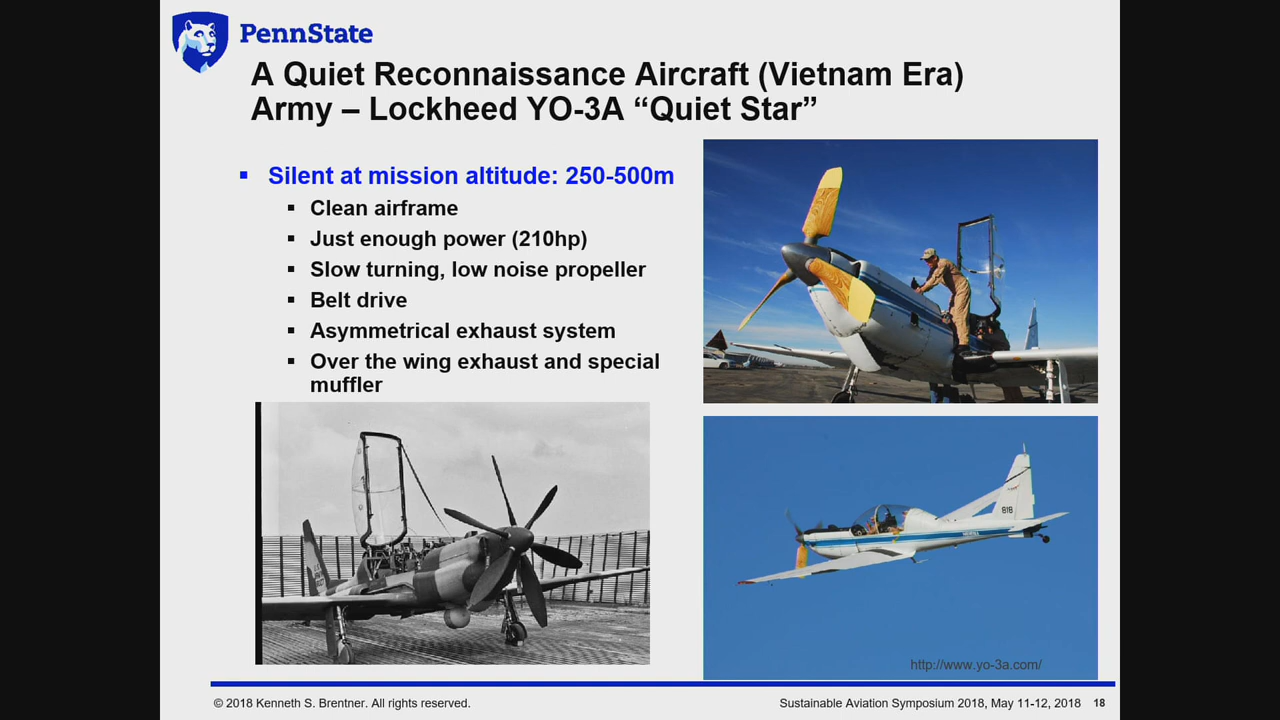 PennState
A Quiet Reconnaissance Aircraft (Vietnam Era)
Army – Lockheed YO-3A “Quiet Star”
Silent at mission altitude: 250-500m
Clean airframe
Just enough power (210hp)
Slow turning, low noise propeller
Belt drive
Asymmetrical exhaust system
Over the wing exhaust and special
muffler
818
http://www.yo-3a.com/
© 2018 Kenneth S. Brentner. All rights reserved.
Sustainable Aviation Symposium 2018, May 11-12, 2018 18